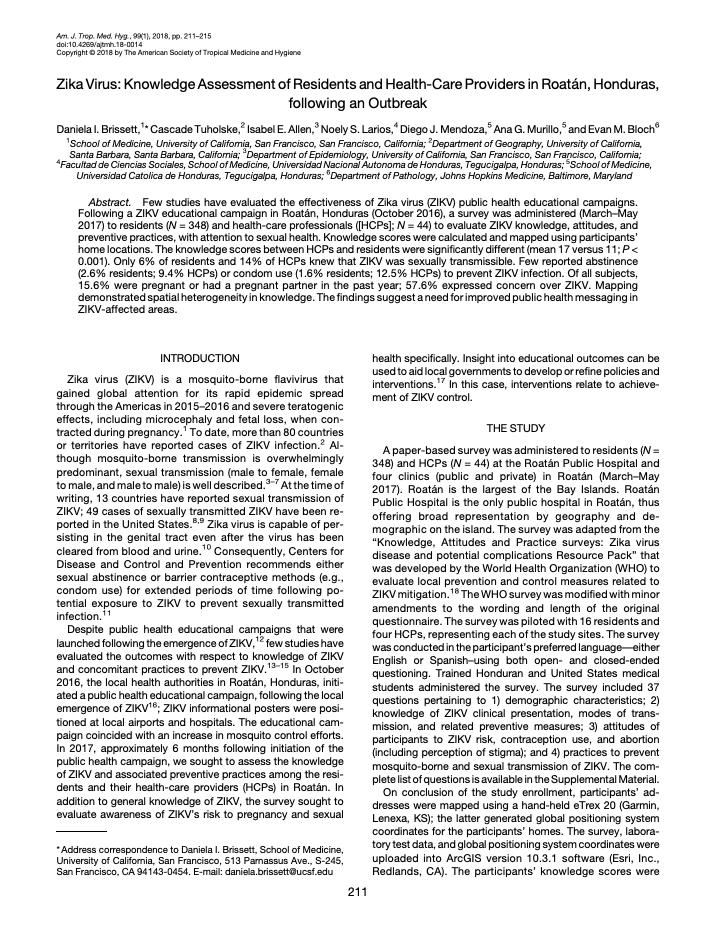 Am. J. Trop. Med. Hyg., 99(1), 2018, pp. 211–215
doi:10.4269/ajtmh.18-0014
Copyright © 2018 by The American Society of Tropical Medicine and Hygiene
Zika Virus: Knowledge Assessment of Residents and Health-Care Providers in Roatán, Honduras,
following an Outbreak
Daniela I. Brissett,1* Cascade Tuholske,2 Isabel E. Allen,3 Noely S. Larios,4 Diego J. Mendoza,5 Ana G. Murillo,5 and Evan M. Bloch6
1School of Medicine, University of California, San Francisco, San Francisco, California; 2Department of Geography, University of California,
Santa Barbara, Santa Barbara, California; 3Department of Epidemiology, University of California, San Francisco, San Francisco, California;
4Facultad de Ciencias Sociales, School of Medicine, Universidad Nacional Autonoma de Honduras, Tegucigalpa, Honduras; 5School of Medicine,
Universidad Catolica de Honduras, Tegucigalpa, Honduras; 6Department of Pathology, Johns Hopkins Medicine, Baltimore, Maryland
Abstract. Few studies have evaluated the effectiveness of Zika virus (ZIKV) public health educational campaigns.
Following a ZIKV educational campaign in Roatán, Honduras (October 2016), a survey was administered (March–May
2017) to residents (N = 348) and health-care professionals ([HCPs]; N = 44) to evaluate ZIKV knowledge, attitudes, and
preventive practices, with attention to sexual health. Knowledge scores were calculated and mapped using participants'
home locations. The knowledge scores between HCPs and residents were significantly different (mean 17 versus 11; P <
0.001). Only 6% of residents and 14% of HCPs knew that ZIKV was sexually transmissible. Few reported abstinence
(2.6% residents; 9.4% HCPs) or condom use (1.6% residents; 12.5% HCPs) to prevent ZIKV infection. Of all subjects,
15.6% were pregnant or had a pregnant partner in the past year; 57.6% expressed concern over ZIKV. Mapping
demonstrated spatial heterogeneity in knowledge. The findings suggest a need for improved public health messaging in
ZIKV-affected areas.
INTRODUCTION
Zika virus (ZIKV) is a mosquito-borne flavivirus that
gained global attention for its rapid epidemic spread
through the Americas in 2015–2016 and severe teratogenic
effects, including microcephaly and fetal loss, when con-
tracted during pregnancy.1 To date, more than 80 countries
or territories have reported cases of ZIKV infection.2 Al-
though mosquito-borne transmission is overwhelmingly
predominant, sexual transmission (male to female, female
to male, and male to male) is well described.3–7 At the time of
writing, 13 countries have reported sexual transmission of
ZIKV; 49 cases of sexually transmitted ZIKV have been re-
ported in the United States.8,9 Zika virus is capable of per-
sisting in the genital tract even after the virus has been
cleared from blood and urine.10 Consequently, Centers for
Disease and Control and Prevention recommends either
sexual abstinence or barrier contraceptive methods (e.g.,
condom use) for extended periods of time following po-
tential exposure to ZIKV to prevent sexually transmitted
infection.11
Despite public health educational campaigns that were
launched following the emergence of ZIKV,12 few studies have
evaluated the outcomes with respect to knowledge of ZIKV
and concomitant practices to prevent ZIKV.13–15 In October
2016, the local health authorities in Roatán, Honduras, initi-
ated a public health educational campaign, following the local
emergence of ZIKV16; ZIKV informational posters were posi-
tioned at local airports and hospitals. The educational cam-
paign coincided with an increase in mosquito control efforts.
In 2017, approximately 6 months following initiation of the
public health campaign, we sought to assess the knowledge
of ZIKV and associated preventive practices among the resi-
dents and their health-care providers (HCPs) in Roatán. In
addition to general knowledge of ZIKV, the survey sought to
evaluate awareness of ZIKV's risk to pregnancy and sexual
* Address correspondence to Daniela I. Brissett, School of Medicine,
University of California, San Francisco, 513 Parnassus Ave., S-245,
San Francisco, CA 94143-0454. E-mail: daniela.brissett@ucsf.edu
health specifically. Insight into educational outcomes can be
used to aid local governments to develop or refine policies and
interventions.17 In this case, interventions relate to achieve-
ment of ZIKV control.
THE STUDY
A paper-based survey was administered to residents (N =
348) and HCPs (N = 44) at the Roatán Public Hospital and
four clinics (public and private) in Roatán (March–May
2017). Roatán is the largest of the Bay Islands. Roatán
Public Hospital is the only public hospital in Roatán, thus
offering broad representation by geography and de-
mographic on the island. The survey was adapted from the
“Knowledge, Attitudes and Practice surveys: Zika virus
disease and potential complications Resource Pack” that
was developed by the World Health Organization (WHO) to
evaluate local prevention and control measures related to
ZIKV mitigation.18 The WHO survey was modified with minor
amendments to the wording and length of the original
questionnaire. The survey was piloted with 16 residents and
four HCPs, representing each of the study sites. The survey
was conducted in the participant's preferred language—either
English or Spanish–using both open- and closed-ended
questioning. Trained Honduran and United States medical
students administered the survey. The survey included 37
questions pertaining to 1) demographic characteristics; 2)
knowledge of ZIKV clinical presentation, modes of trans-
mission, and related preventive measures; 3) attitudes of
participants to ZIKV risk, contraception use, and abortion
(including perception of stigma); and 4) practices to prevent
mosquito-borne and sexual transmission of ZIKV. The com-
plete list of questions is available in the Supplemental Material.
On conclusion of the study enrollment, participants' ad-
dresses were mapped using a hand-held eTrex 20 (Garmin,
Lenexa, KS); the latter generated global positioning system
coordinates for the participants' homes. The survey, labora-
tory test data, and global positioning system coordinates were
uploaded into ArcGIS version 10.3.1 software (Esri, Inc.,
Redlands, CA). The participants' knowledge scores were
211